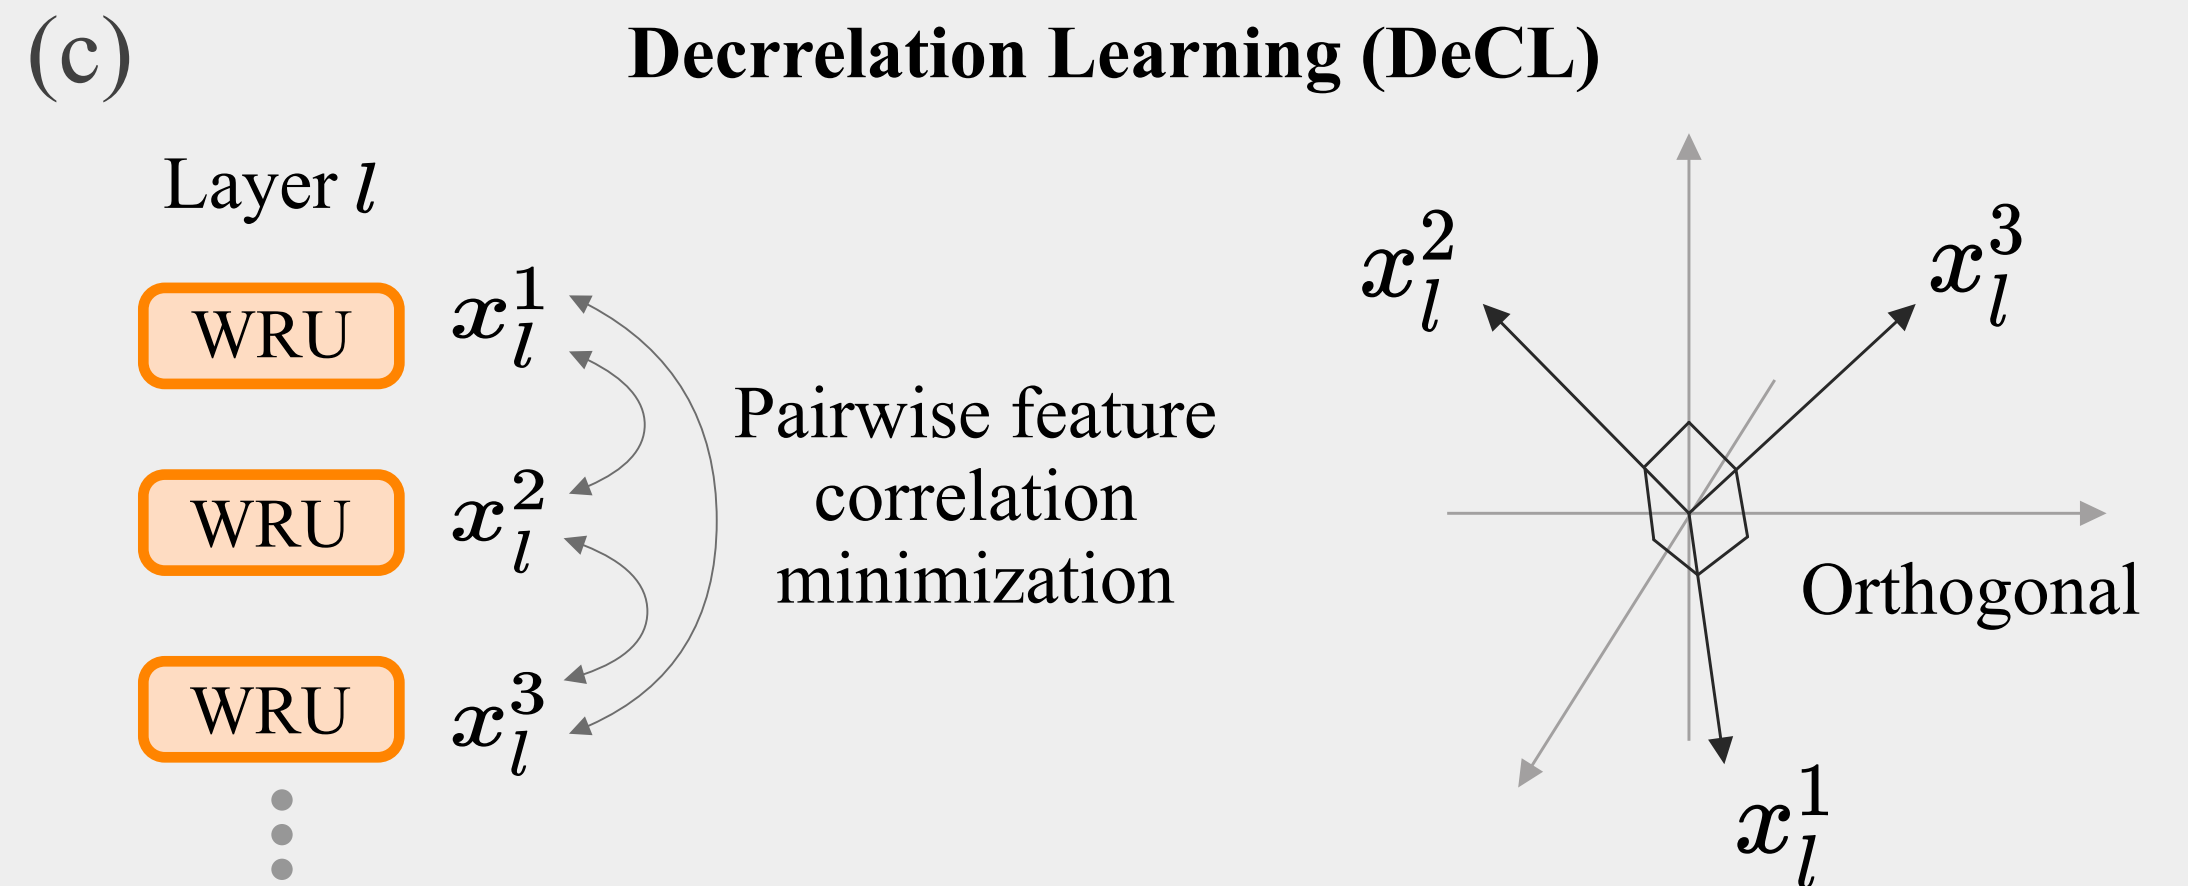 (c)
Decrrelation Learning (DeCL)
Layer l
WRU
x_l^1
WRU
x_l^2
WRU
x_l^3
Pairwise feature
correlation
minimization
x_l^2
x_l^3
Orthogonal
x_l^1